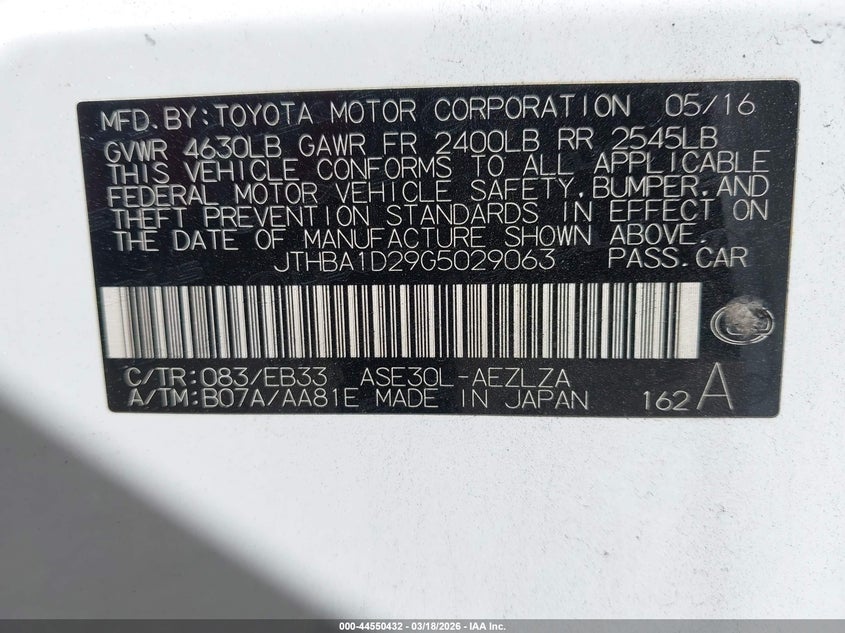 MFD. BY: TOYOTA MOTOR CORPORATION 05/16
GVWR 4630LB GAWR FR 2400LB RR 2545LB
THIS VEHICLE CONFORMS TO ALL APPLICABLE
FEDERAL MOTOR VEHICLE SAFETY, BUMPER, AND
THEFT PREVENTION STANDARDS IN EFFECT ON
THE DATE OF MANUFACTURE SHOWN ABOVE.
JTHBA1D29G5029063 PASS. CAR
C/TR: 083/EB33 ASE30L-AEZLZA
A/TM: B07A/AA81E MADE IN JAPAN 162 A
000-44550432 - 03/18/2026 - IAA Inc.